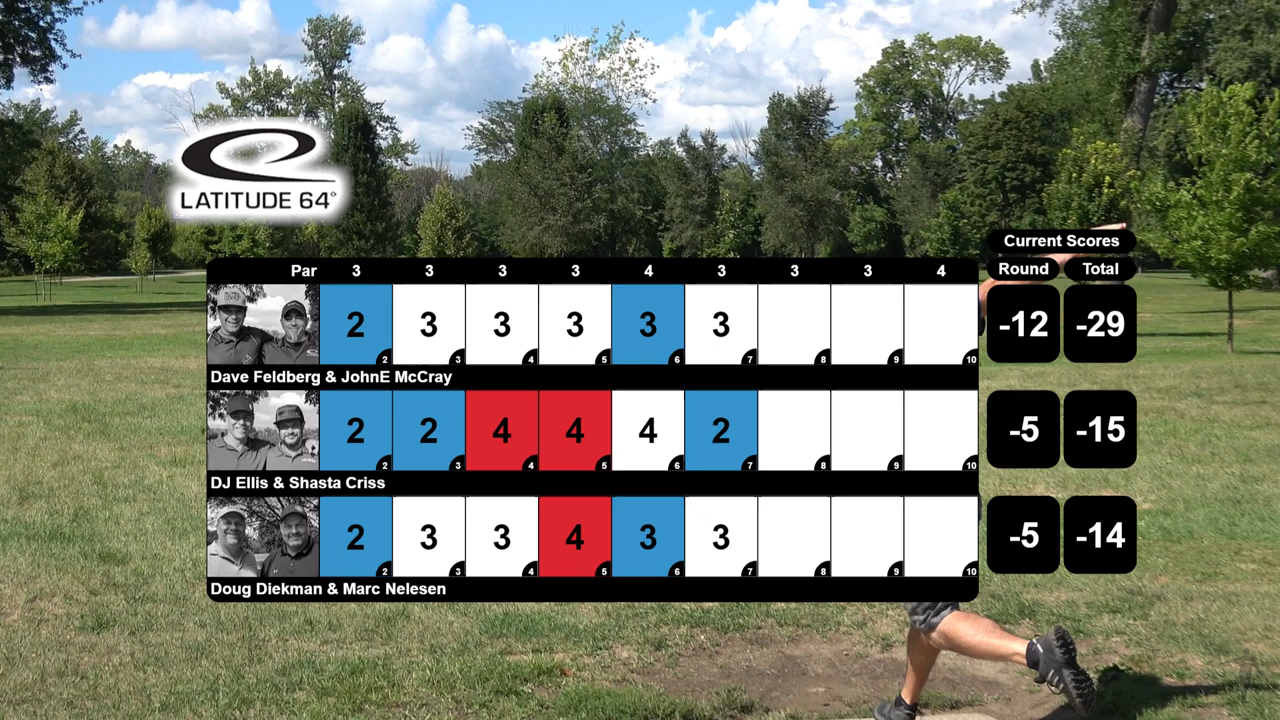 LATITUDE 64°
Current Scores
Round Total
Par 3 3 3 3 4 3 3 3 4
2 3 3 3 3 3 -12 -29
2 3 4 5 6 7 8 9 10
Dave Feldberg & JohnE McCray
2 2 4 4 4 2 -5 -15
2 3 4 5 6 7 8 9 10
DJ Ellis & Shasta Criss
2 3 3 4 3 3 -5 -14
2 3 4 5 6 7 8 9 10
Doug Diekman & Marc Nelesen